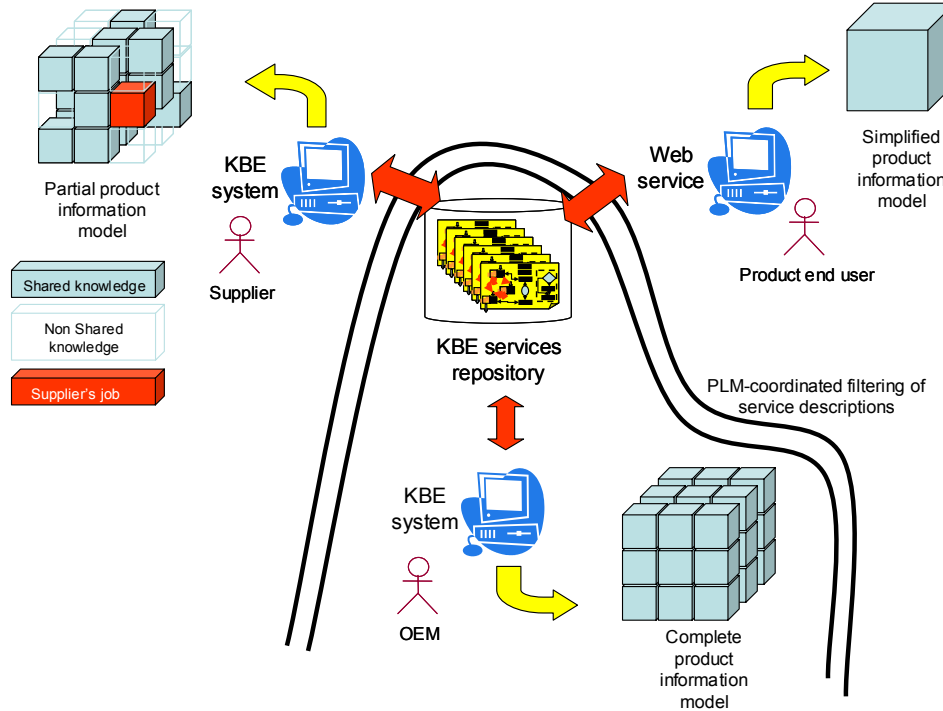 Partial product
information
model
Shared knowledge
Non Shared
knowledge
Supplier's job
KBE
system
Supplier
KBE services
repository
Web
service
Product end user
Simplified
product
information
model
PLM-coordinated filtering of
service descriptions
KBE
system
OEM
Complete
product
information
model